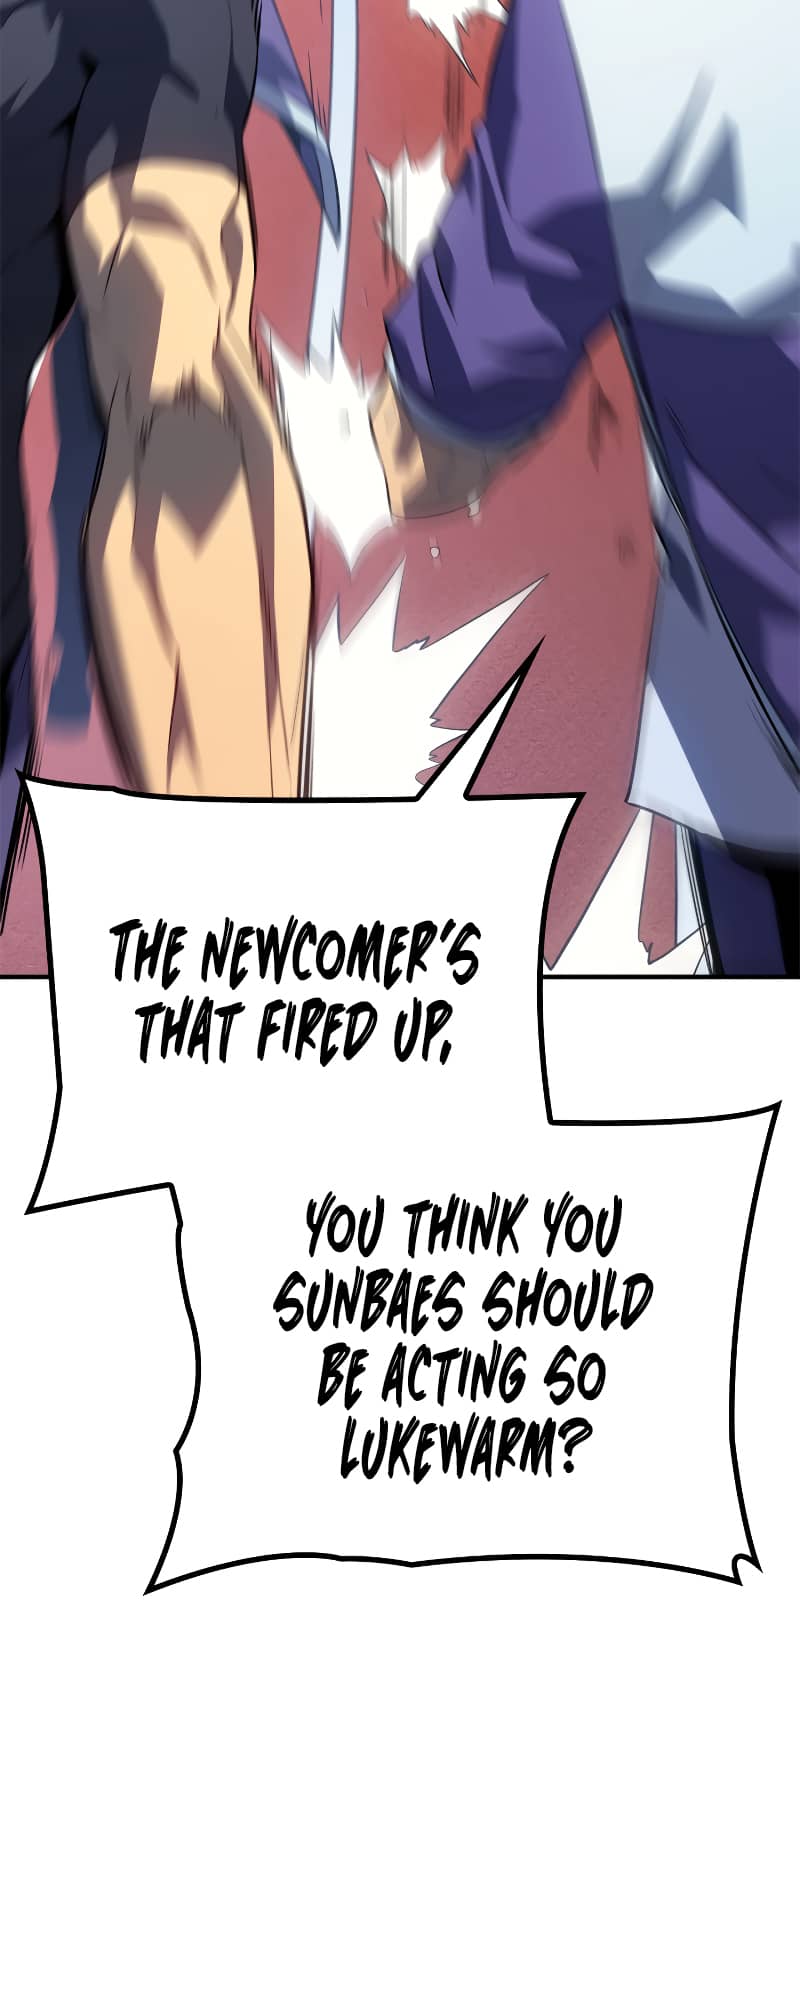 THE NEWCOMER'S
THAT FIRED UP.
YOU THINK YOU
SUNBAES SHOULD
BE ACTING SO
LUKEWARM?